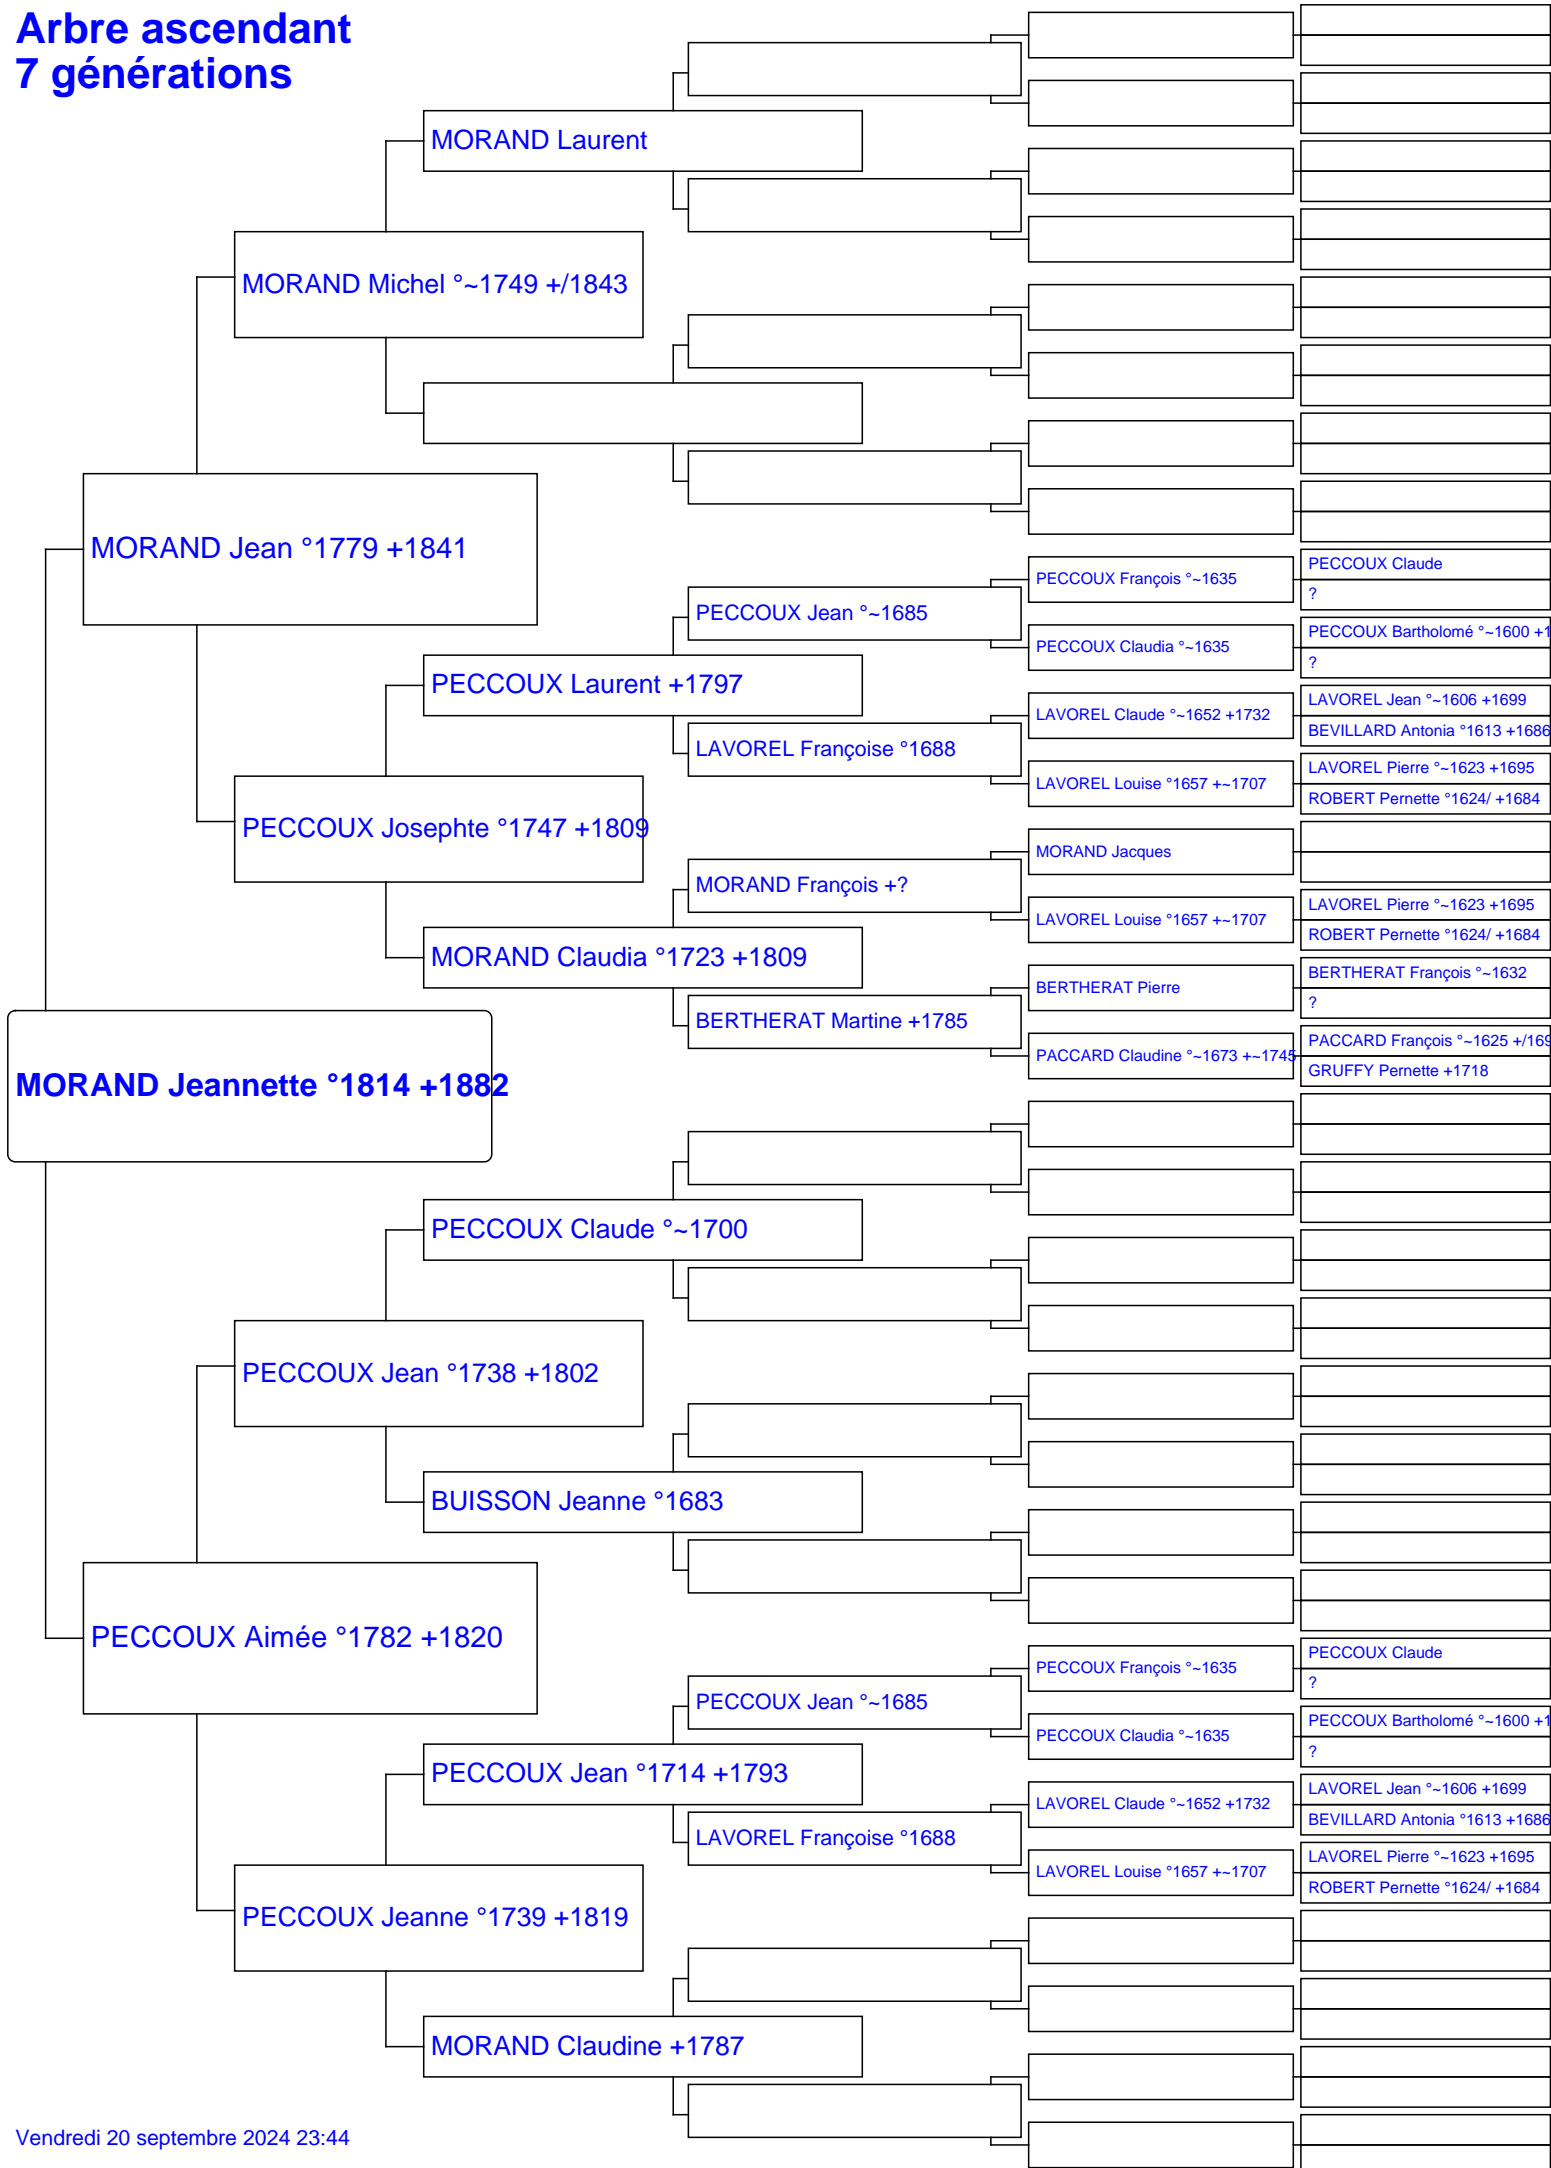 Arbre ascendant
7 générations
MORAND Laurent
MORAND Michel °~1749 +/1843
MORAND Jean °1779 +1841
PECCOUX François °~1635
PECCOUX Claude
?
PECCOUX Jean °~1685
PECCOUX Claudia °~1635
PECCOUX Bartholomé °~1600 +1
?
PECCOUX Laurent +1797
LAVOREL Claude °~1652 +1732
LAVOREL Jean °~1606 +1699
BEVILLARD Antonia °1613 +1686
LAVOREL Françoise °1688
LAVOREL Louise °1657 +~1707
LAVOREL Pierre °~1623 +1695
ROBERT Pernette °1624/ +1684
PECCOUX Josephte °1747 +1809
MORAND Jacques
MORAND François +?
LAVOREL Louise °1657 +~1707
LAVOREL Pierre °~1623 +1695
ROBERT Pernette °1624/ +1684
MORAND Claudia °1723 +1809
BERTHERAT Pierre
BERTHERAT François °~1632
?
BERTHERAT Martine +1785
PACCARD Claudine °~1673 +~1745
PACCARD François °~1625 +/169
GRUFFY Pernette +1718
MORAND Jeannette °1814 +1882
PECCOUX Claude °~1700
PECCOUX Jean °1738 +1802
BUISSON Jeanne °1683
PECCOUX Aimée °1782 +1820
PECCOUX François °~1635
PECCOUX Claude
?
PECCOUX Jean °~1685
PECCOUX Claudia °~1635
PECCOUX Bartholomé °~1600 +1
?
PECCOUX Jean °1714 +1793
LAVOREL Claude °~1652 +1732
LAVOREL Jean °~1606 +1699
BEVILLARD Antonia °1613 +1686
LAVOREL Françoise °1688
LAVOREL Louise °1657 +~1707
LAVOREL Pierre °~1623 +1695
ROBERT Pernette °1624/ +1684
PECCOUX Jeanne °1739 +1819
MORAND Claudine +1787
Vendredi 20 septembre 2024 23:44